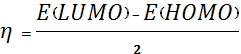 η = E(LUMO)−E(HOMO) / 2